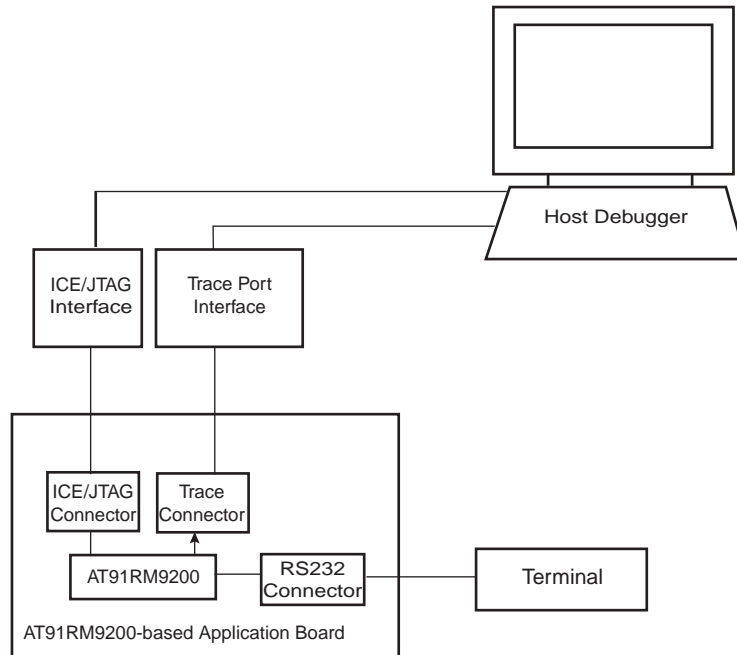 Host Debugger
ICE/JTAG
Interface
Trace Port
Interface
ICE/JTAG
Connector
Trace
Connector
AT91RM9200
RS232
Connector
Terminal
AT91RM9200-based Application Board